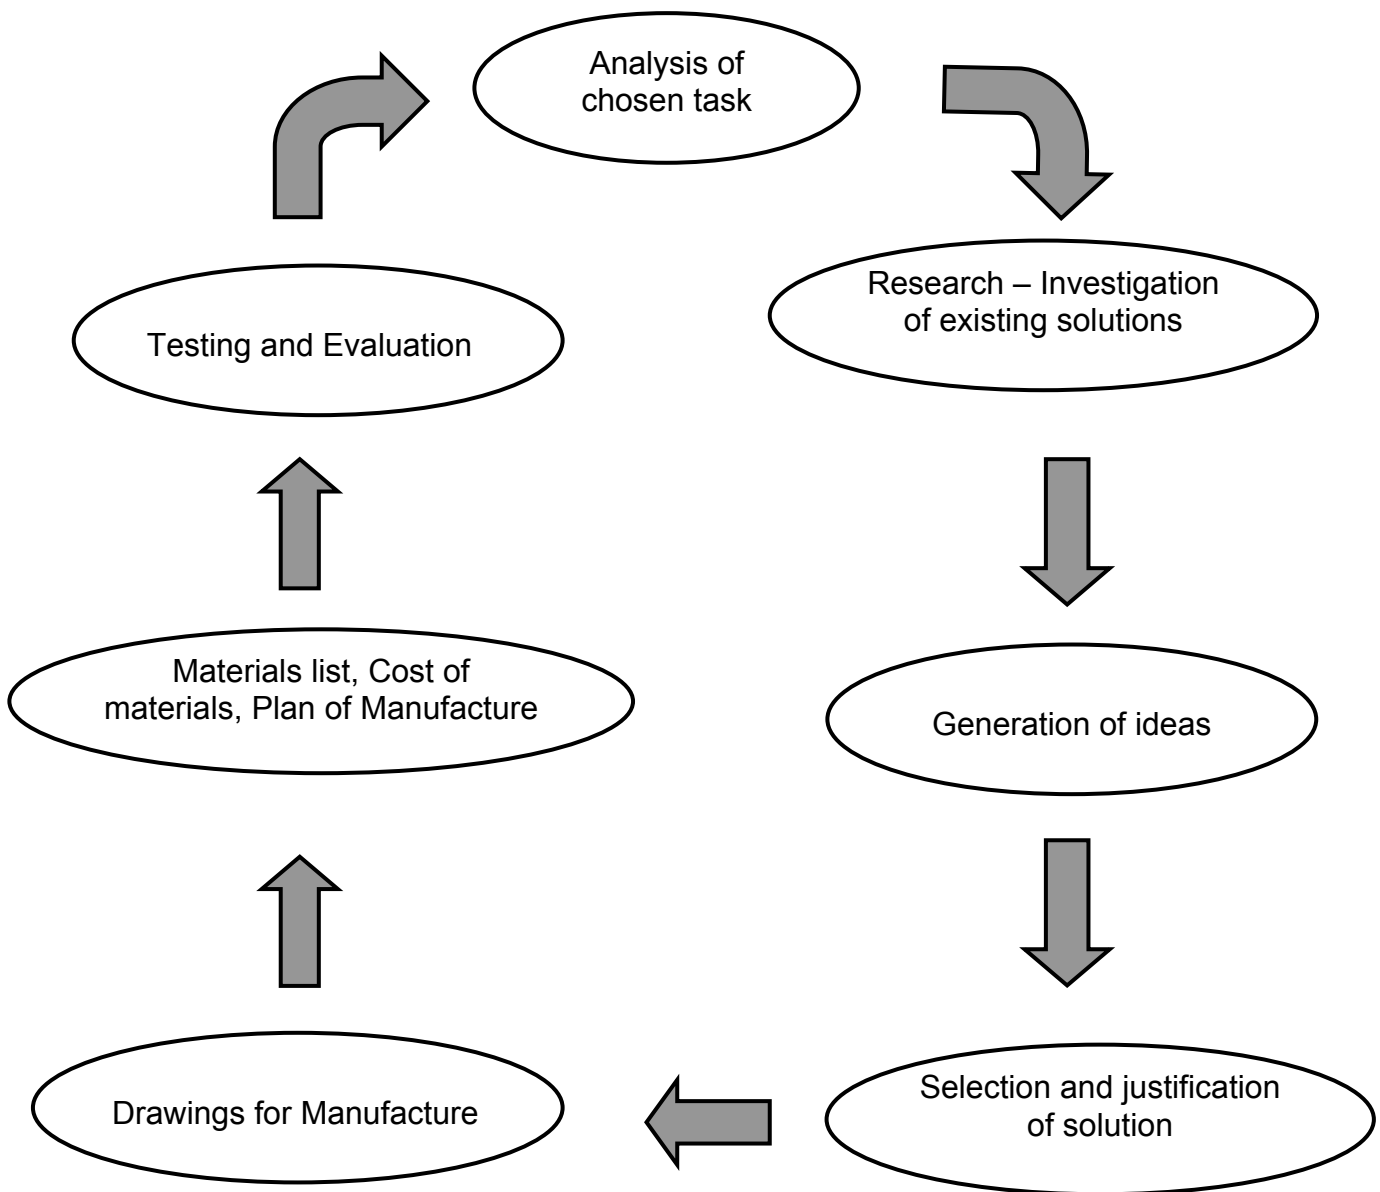 Analysis of
chosen task
Research – Investigation
of existing solutions
Generation of ideas
Selection and justification
of solution
Drawings for Manufacture
Materials list, Cost of
materials, Plan of Manufacture
Testing and Evaluation